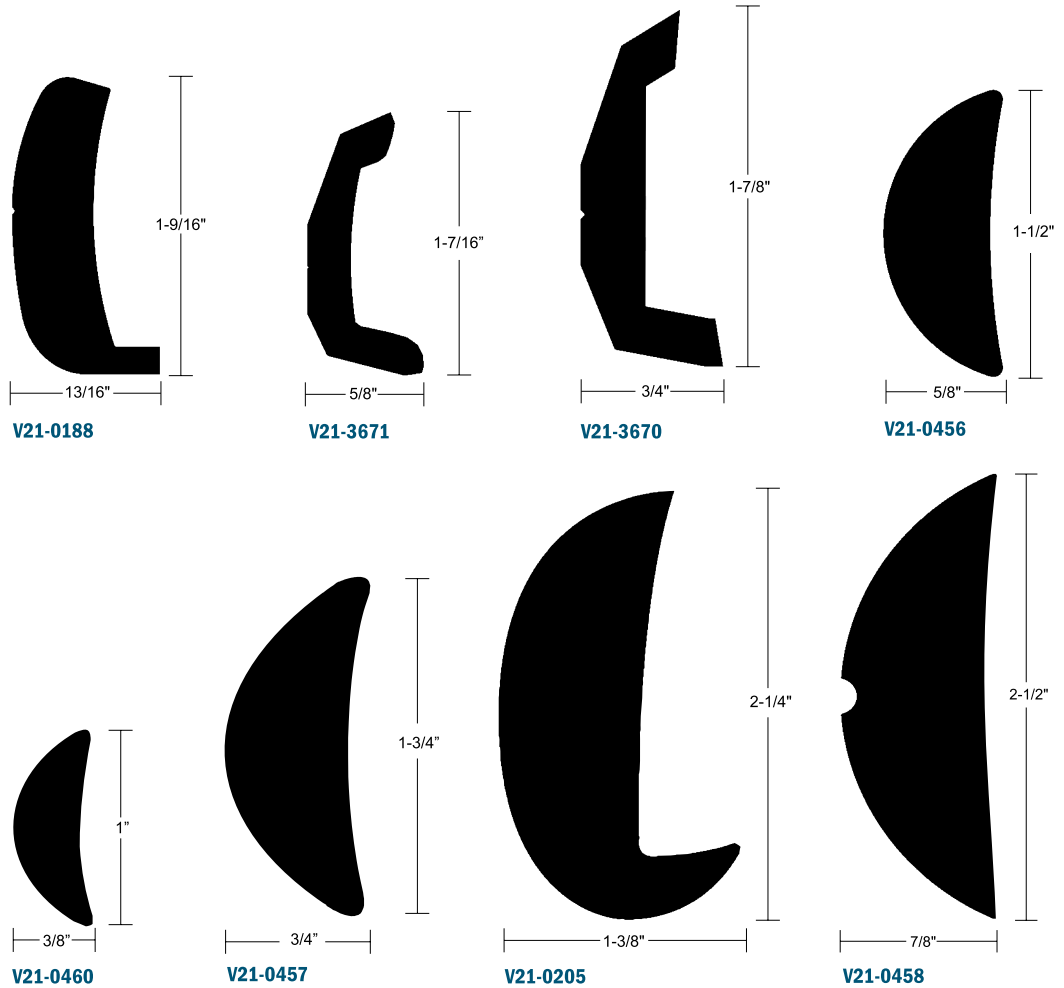 1-9/16"
13/16"
V21-0188
1-7/16”
5/8"
V21-3671
1-7/8"
3/4"
V21-3670
1-1/2"
5/8"
V21-0456
1”
3/8”
V21-0460
1-3/4”
3/4”
V21-0457
2-1/4"
1-3/8"
V21-0205
2-1/2"
7/8"
V21-0458